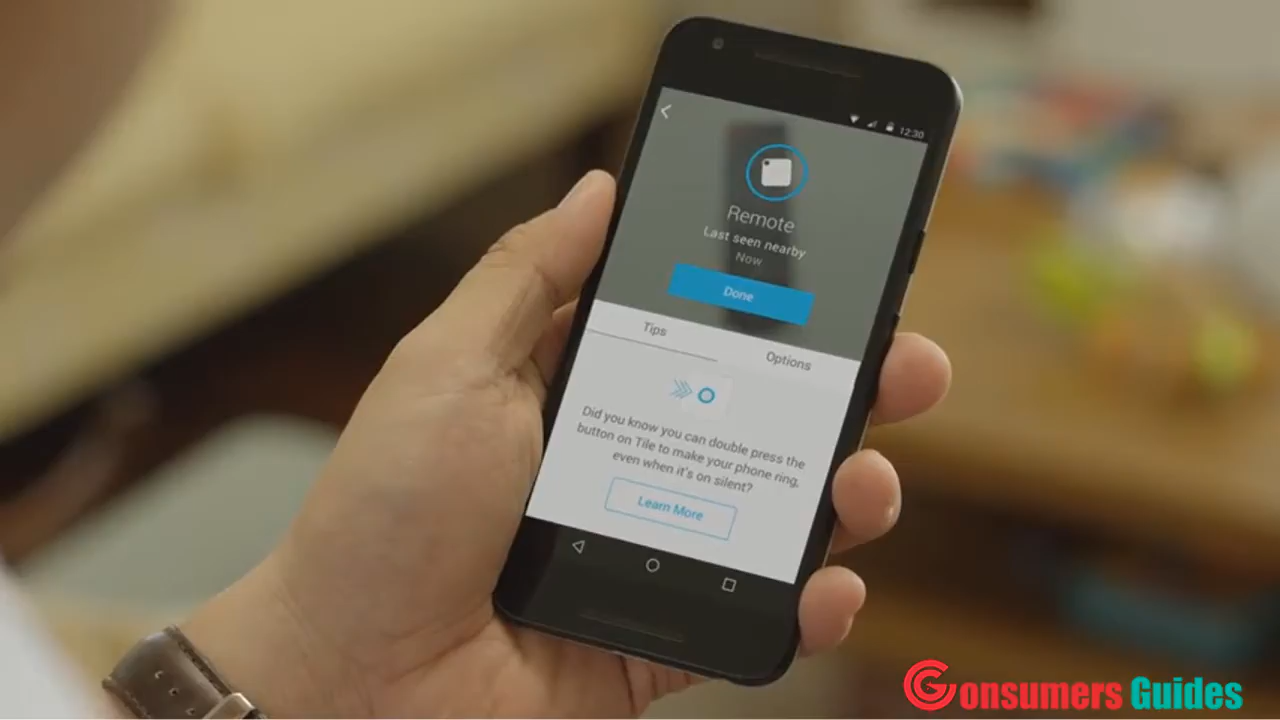 12:30
Remote
Last seen nearby
Now
Done
Tips
Options
Did you know you can double press the
button on Tile to make your phone ring,
even when it's on silent?
Learn More
Consumers Guides